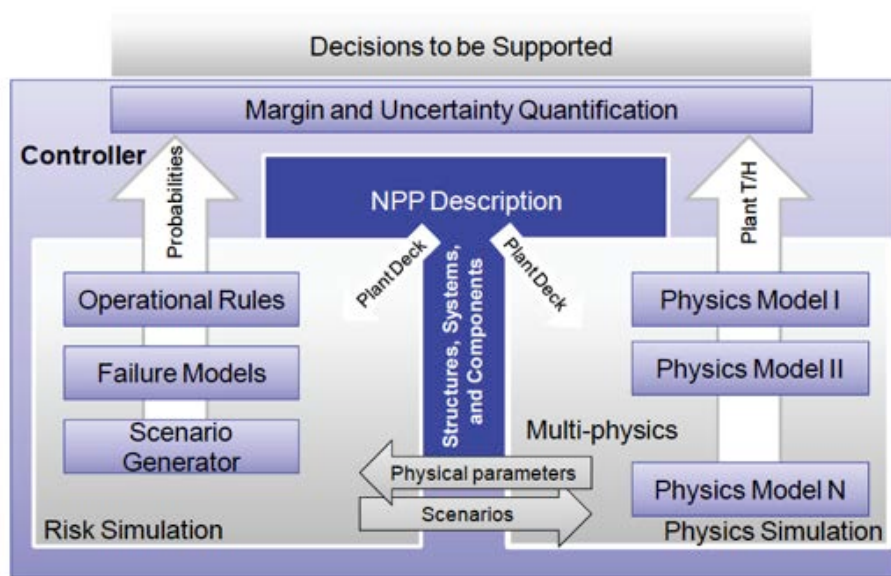 Decisions to be Supported
Margin and Uncertainty Quantification
Controller
Probabilities
NPP Description
Plant T/H
Plant Deck
Plant Deck
Structures, Systems,
and Components
Operational Rules
Failure Models
Scenario
Generator
Risk Simulation
Physics Model I
Physics Model II
Multi-physics
Physics Model N
Physics Simulation
Physical parameters
Scenarios